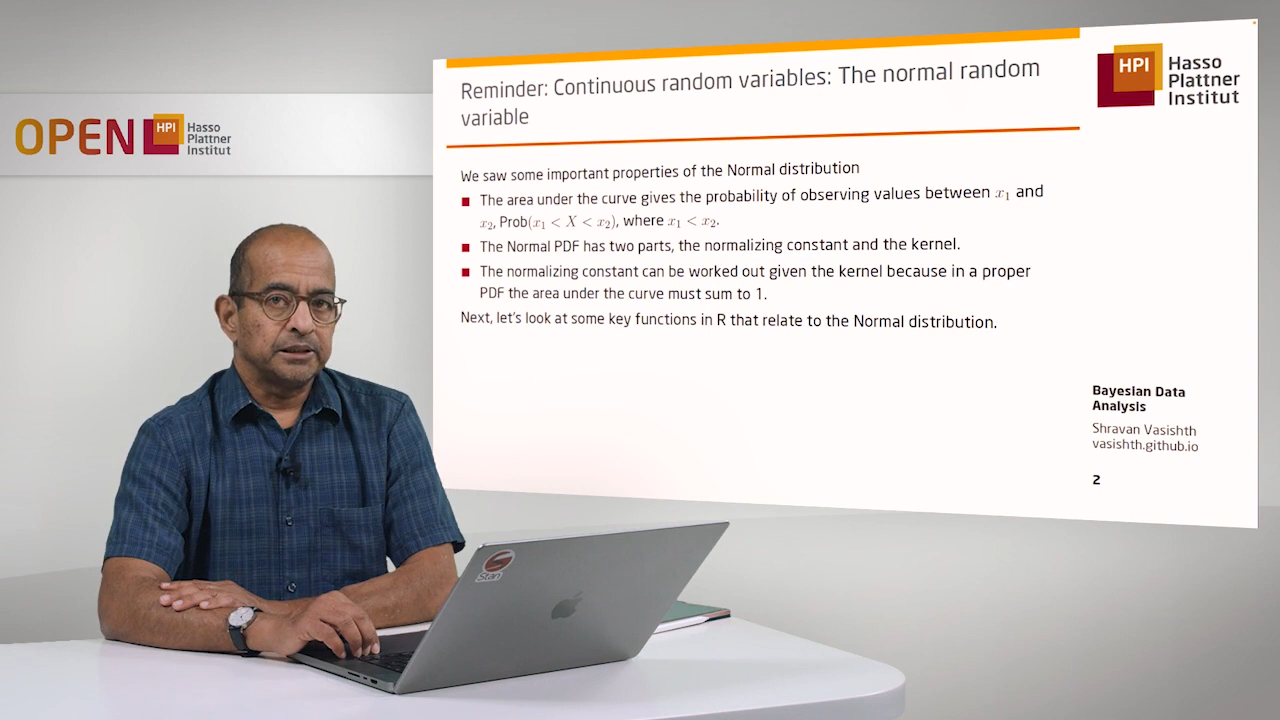 OPEN
HPI
Hasso
Plattner
Institut
Reminder: Continuous random variables: The normal random
variable
HPI
Hasso
Plattner
Institut
We saw some important properties of the Normal distribution
The area under the curve gives the probability of observing values between x₁ and
x₂, Prob(x₁ < X < x₂), where x₁ < x₂.
The Normal PDF has two parts, the normalizing constant and the kernel.
The normalizing constant can be worked out given the kernel because in a proper
PDF the area under the curve must sum to 1.
Next, let's look at some key functions in R that relate to the Normal distribution.
Bayesian Data
Analysis
Shravan Vasishth
vasishth.github.io
2
Stan